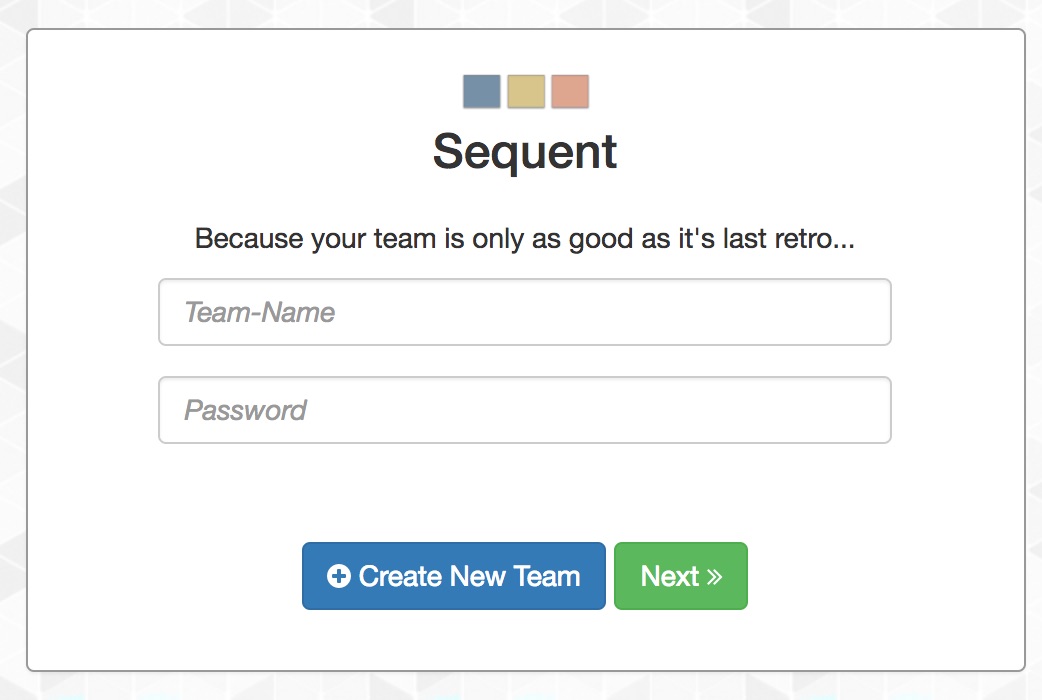 Sequent
Because your team is only as good as it's last retro...
Team-Name
Password
Create New Team
Next »